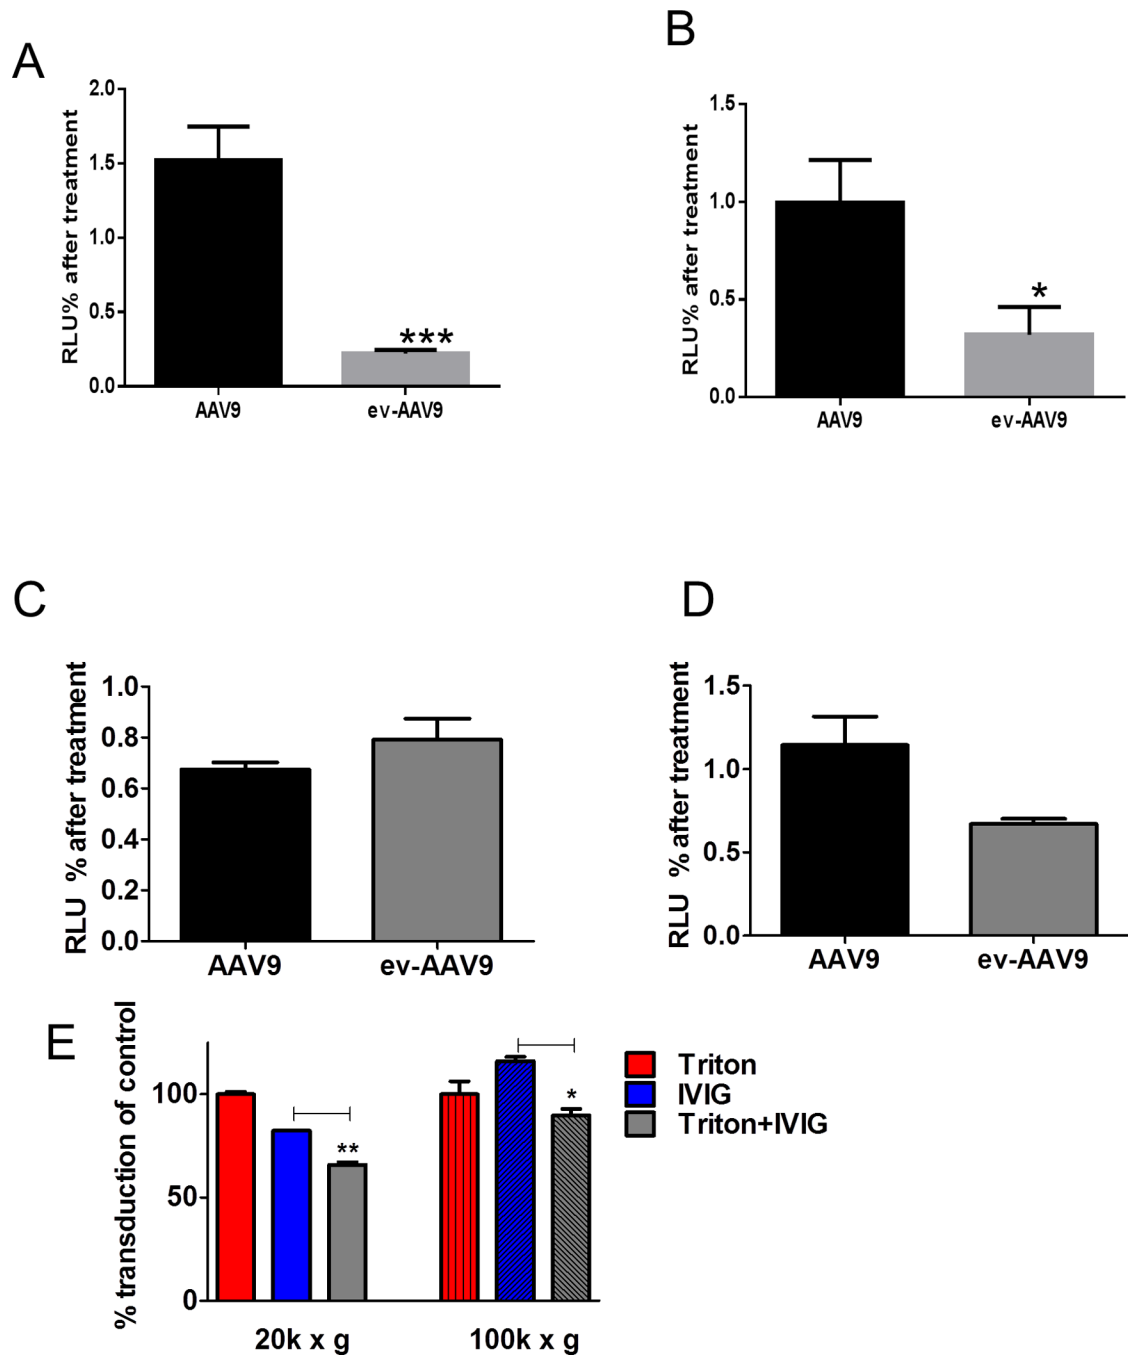 A
RLU% after treatment
2.0
1.5
1.0
0.5
0.0
***
AAV9
ev-AAV9
B
RLU% after treatment
1.5
1.0
0.5
0.0
*
AAV9
ev-AAV9
C
RLU % after treatment
1.0
0.8
0.6
0.4
0.2
0.0
AAV9
ev-AAV9
D
RLU % after treatment
1.5
1.0
0.5
0.0
AAV9
ev-AAV9
E
% transduction of control
100
50
0
**
*
20k x g
100k x g
Triton
IVIG
Triton+IVIG